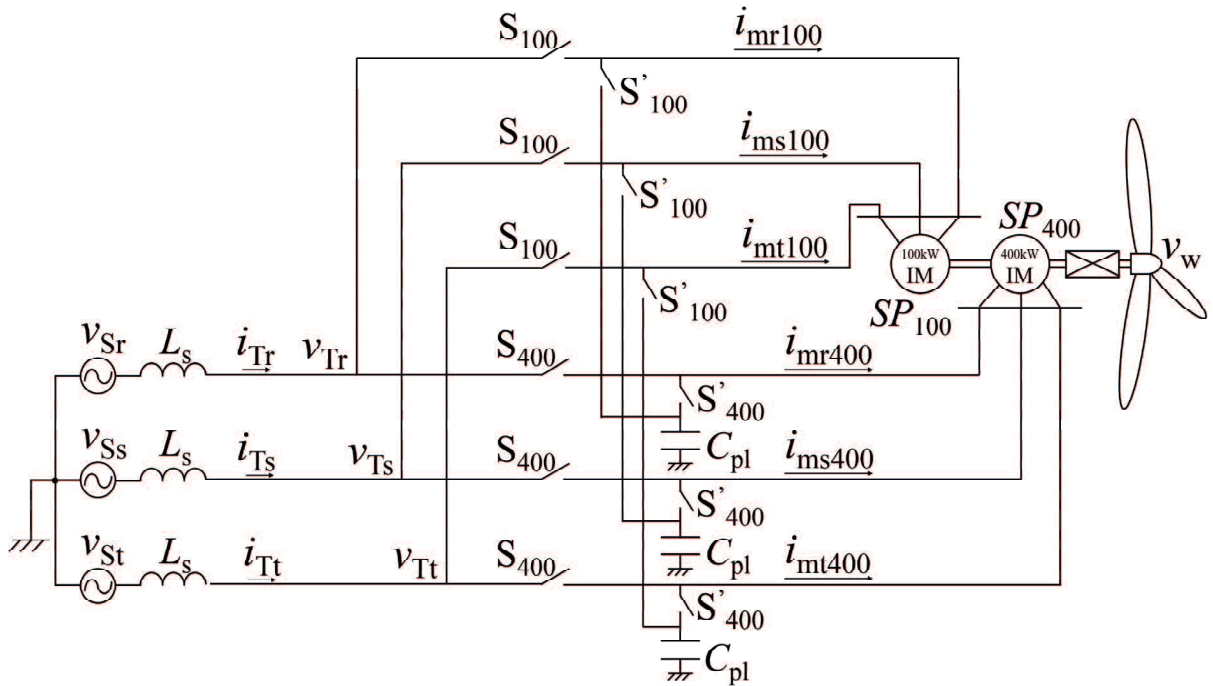 S100
imr100
S'100
S100
ims100
S'100
S100
imt100
S'100
100kW
IM
SP100
SP400
400kW
IM
vw
vSr
Ls
iTr
vTr
S400
imr400
S'400
Cpl
vSs
Ls
iTs
vTs
S400
ims400
S'400
Cpl
vSt
Ls
iTt
vTt
S400
imt400
S'400
Cpl